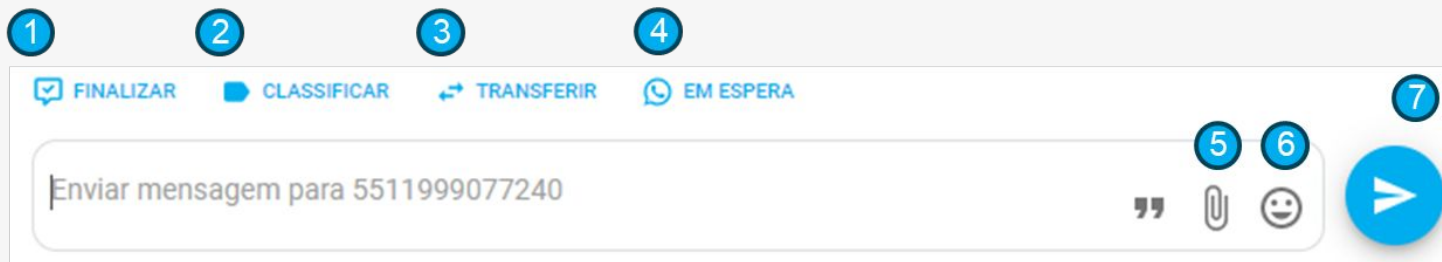 1 2 3 4
FINALIZAR CLASSIFICAR TRANSFERIR EM ESPERA
7
5 6
Enviar mensagem para 5511999077240